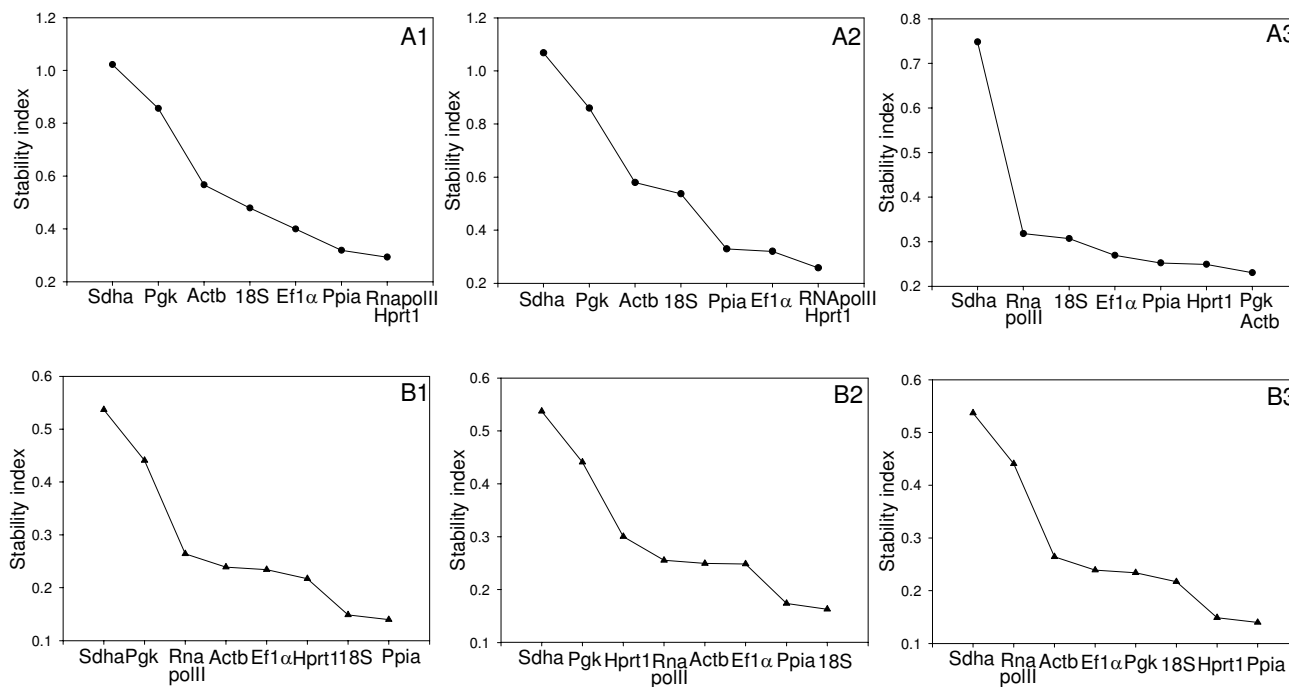 A1
Stability index
1.2
1.0
0.8
0.6
0.4
0.2
Sdha Pgk Actb 18S Ef1α Ppia RnapolII
Hprt1
A2
Stability index
1.2
1.0
0.8
0.6
0.4
0.2
Sdha Pgk Actb 18S Ppia Ef1α RNApolII
Hprt1
A3
Stability index
0.8
0.7
0.6
0.5
0.4
0.3
0.2
Sdha Rna 18S Ef1α Ppia Hprt1 Pgk
polII Actb
B1
Stability index
0.6
0.5
0.4
0.3
0.2
0.1
Sdha Pgk Rna Actb Ef1α Hprt1 18S Ppia
polII
B2
Stability index
0.6
0.5
0.4
0.3
0.2
0.1
Sdha Pgk Hprt1 Rna Actb Ef1α Ppia 18S
polII
B3
Stability index
0.6
0.5
0.4
0.3
0.2
0.1
Sdha Rna Actb Ef1α Pgk 18S Hprt1 Ppia
polII